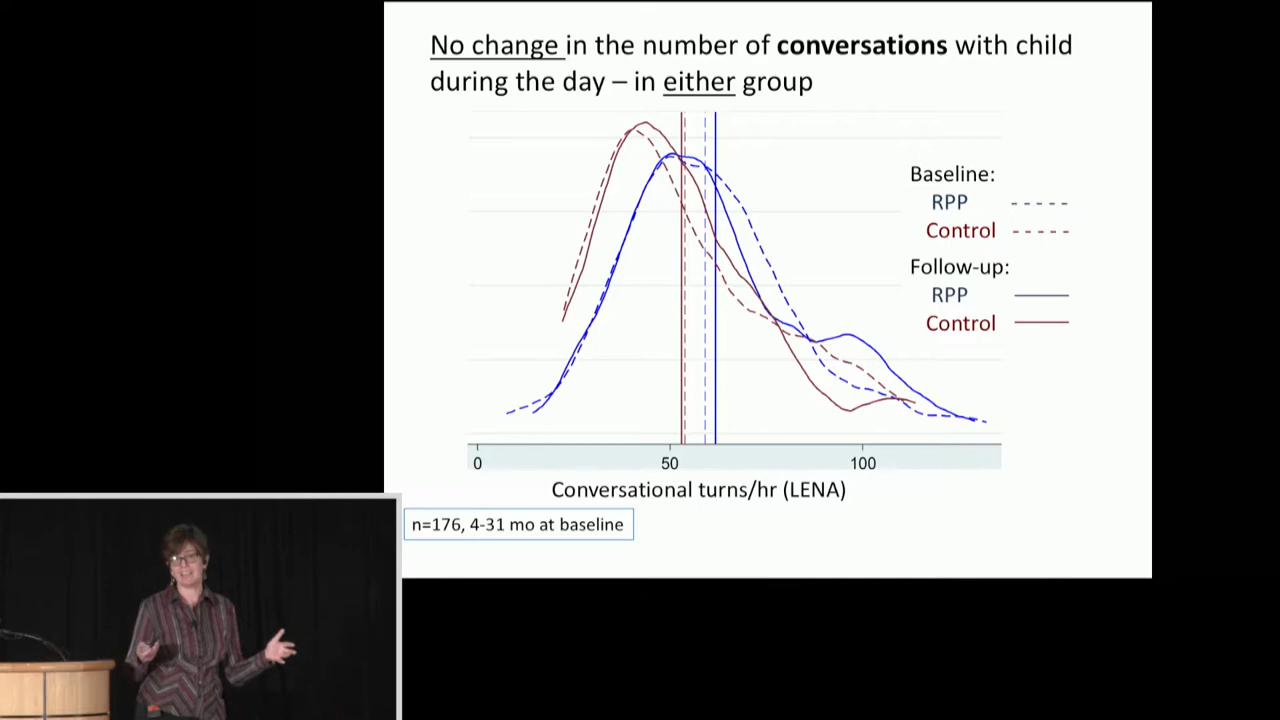 No change in the number of conversations with child
during the day – in either group
Baseline:
RPP
Control
Follow-up:
RPP
Control
0 50 100
Conversational turns/hr (LENA)
n=176, 4-31 mo at baseline